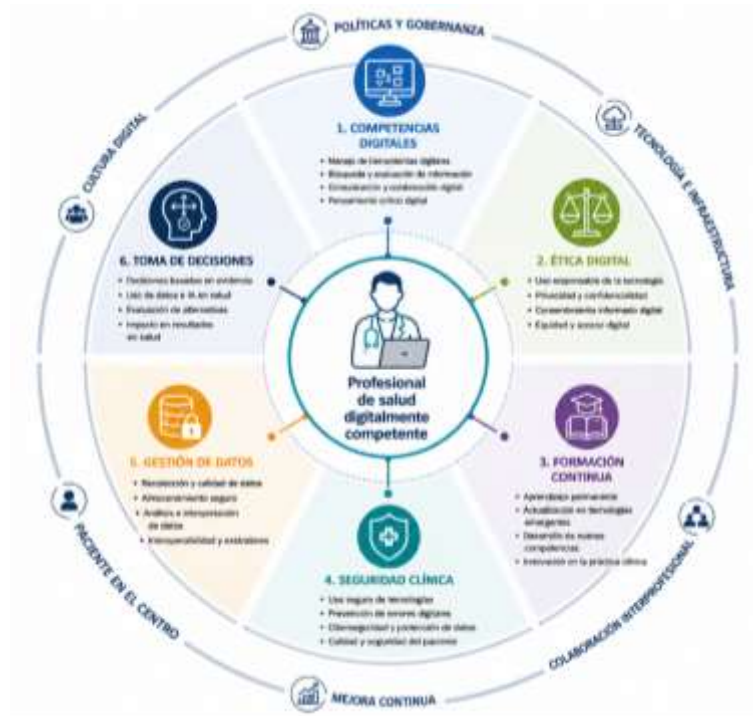 POLÍTICAS Y GOBERNANZA
TECNOLOGÍA E INFRAESTRUCTURA
COLABORACIÓN INTERPROFESIONAL
MEJORA CONTINUA
PACIENTE EN EL CENTRO
CULTURA DIGITAL
1. COMPETENCIAS
DIGITALES
• Manejo de herramientas digitales
• Búsqueda y evaluación de información
• Comunicación y colaboración digital
• Pensamiento crítico digital
2. ÉTICA DIGITAL
• Uso responsable de la tecnología
• Privacidad y confidencialidad
• Consentimiento informado digital
• Equidad y acceso digital
3. FORMACIÓN
CONTINUA
• Aprendizaje permanente
• Actualización en tecnologías
emergentes
• Desarrollo de nuevas
competencias
• Innovación en la práctica clínica
4. SEGURIDAD CLÍNICA
• Uso seguro de tecnologías
• Prevención de errores digitales
• Ciberseguridad y protección de datos
• Calidad y seguridad del paciente
5. GESTIÓN DE DATOS
• Recolección y calidad de datos
• Almacenamiento seguro
• Análisis e interpretación
de datos
• Interoperabilidad y estándares
6. TOMA DE DECISIONES
• Decisiones basadas en evidencia
• Uso de datos e IA en salud
• Evaluación de alternativas
• Impacto en resultados
en salud
Profesional
de salud
digitalmente
competente